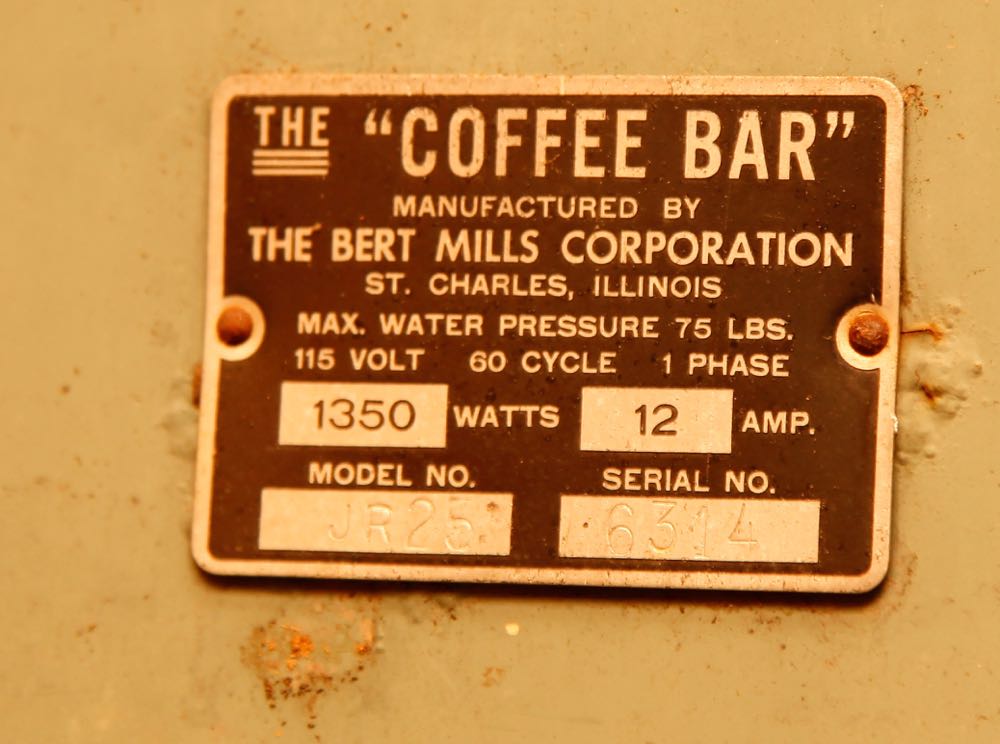 THE "COFFEE BAR"
MANUFACTURED BY
THE BERT MILLS CORPORATION
ST. CHARLES, ILLINOIS
MAX. WATER PRESSURE 75 LBS.
115 VOLT 60 CYCLE 1 PHASE
1350 WATTS 12 AMP.
MODEL NO. SERIAL NO.
JR25 6314